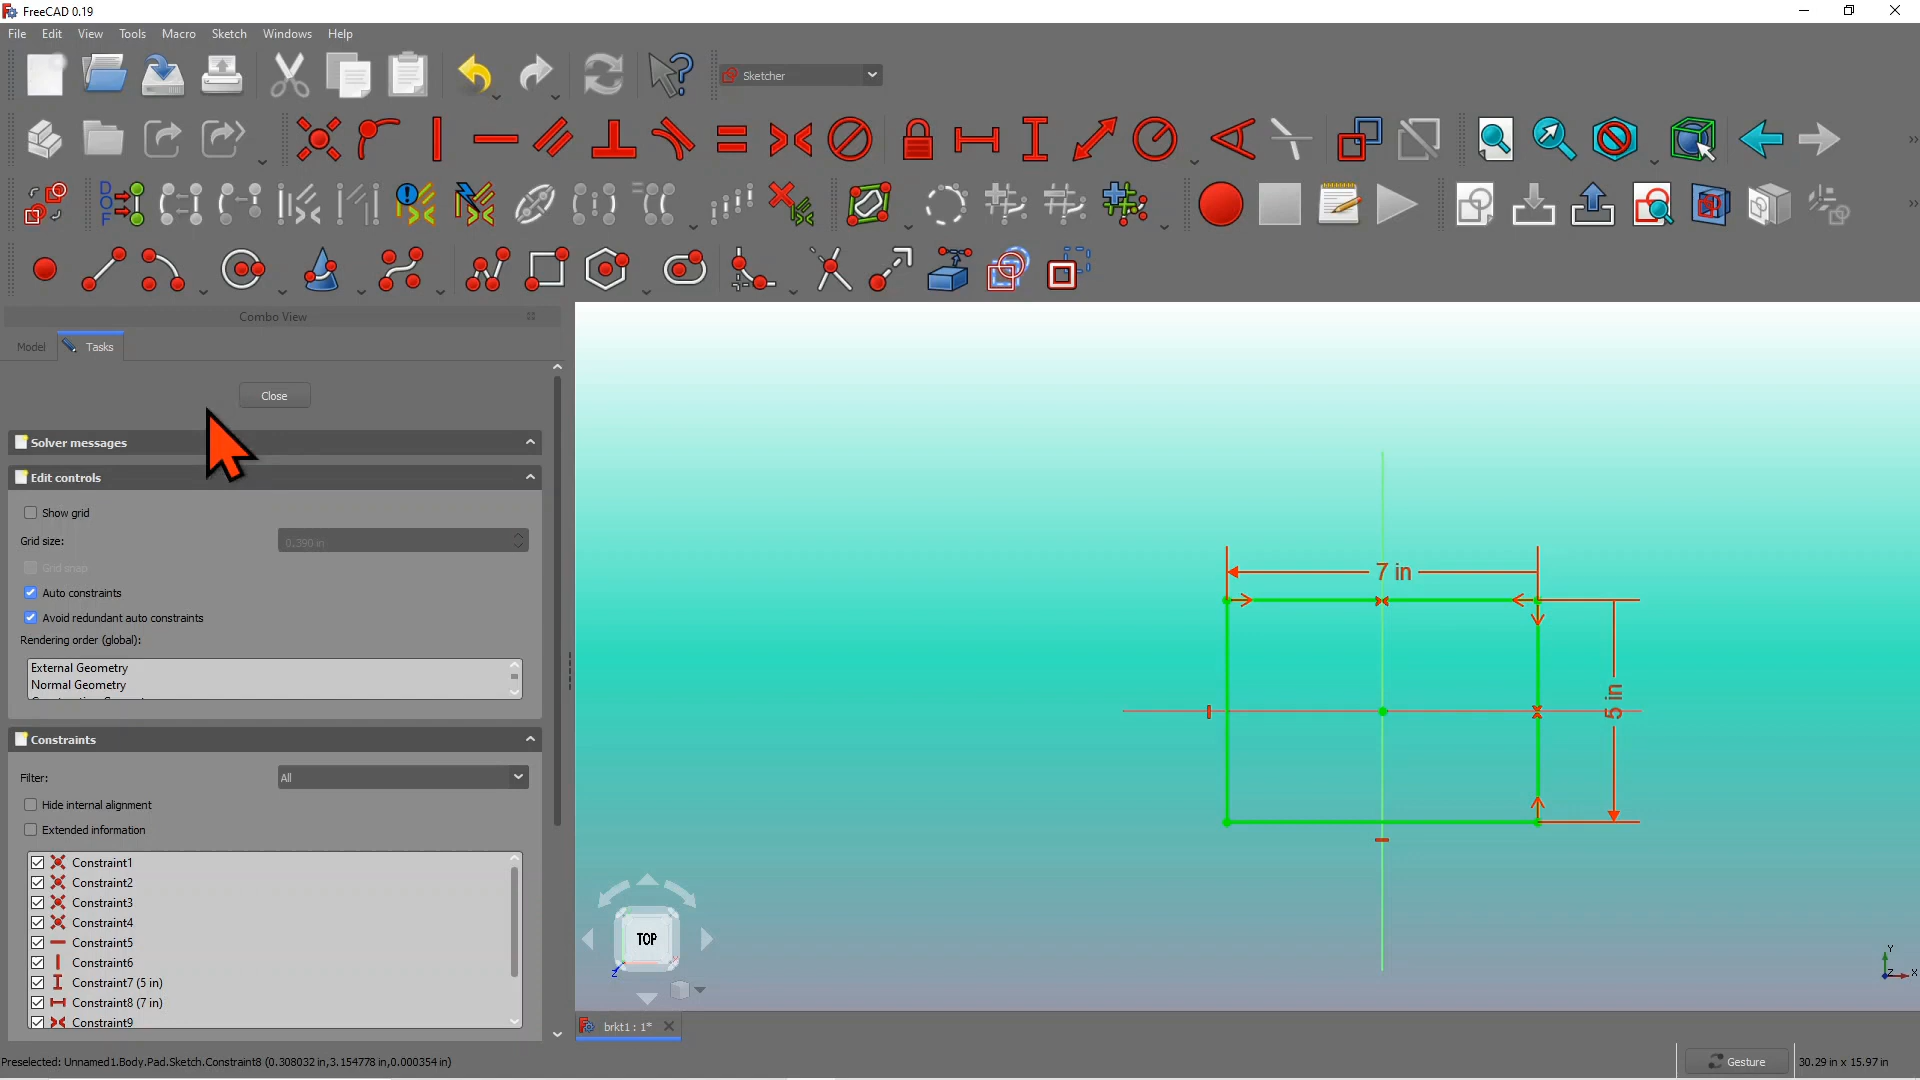 FreeCAD 0.19
File Edit View Tools Macro Sketch Windows Help
Sketcher
DOF
Combo View
Model Tasks
Close
Solver messages
Edit controls
Show grid
Grid size: 0.390 in
Grid snap
Auto constraints
Avoid redundant auto constraints
Rendering order (global):
External Geometry
Normal Geometry
Constraints
Filter: All
Hide internal alignment
Extended information
Constraint1
Constraint2
Constraint3
Constraint4
Constraint5
Constraint6
Constraint7 (5 in)
Constraint8 (7 in)
Constraint9
7 in
5 in
TOP
Z
Y
Z X
brkt1 : 1*
Preselected: Unnamed1.Body.Pad.Sketch.Constraint8 (0.308032 in,3.154778 in,0.000354 in)
Gesture
30.29 in x 15.97 in